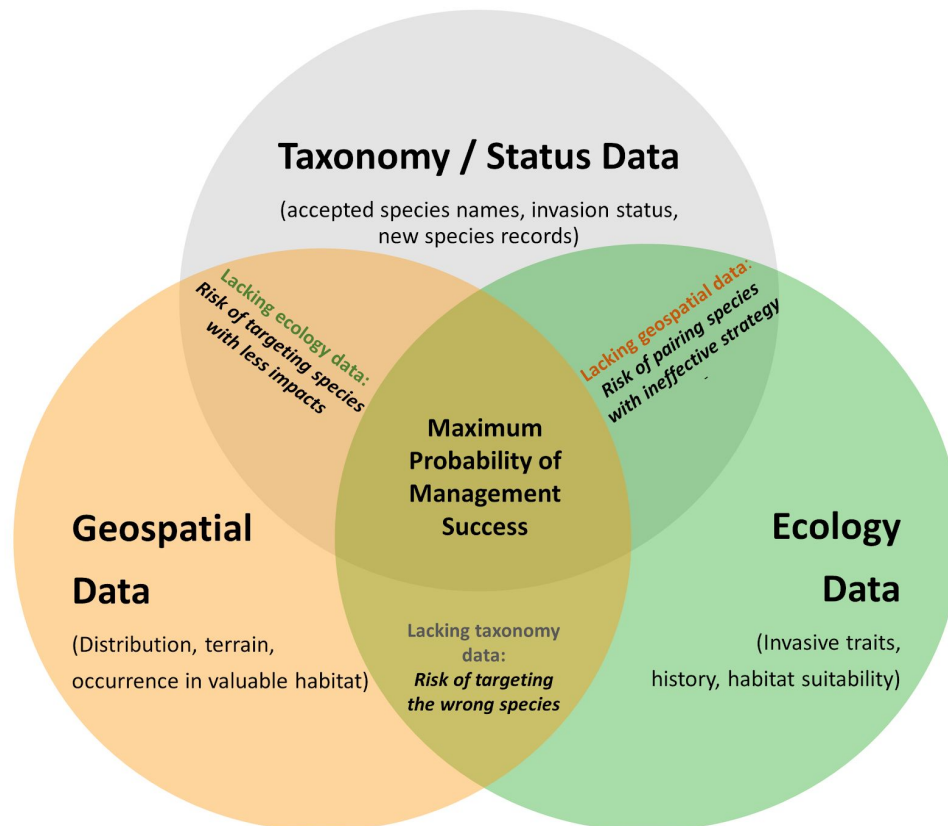 Taxonomy / Status Data
(accepted species names, invasion status,
new species records)
Lacking ecology data:
Risk of targeting species
with less impacts
Lacking geospatial data:
Risk of pairing species
with ineffective strategy
-
Maximum
Probability of
Management
Success
Geospatial
Data
(Distribution, terrain,
occurrence in valuable habitat)
Ecology
Data
(Invasive traits,
history, habitat suitability)
Lacking taxonomy
data:
Risk of targeting
the wrong species